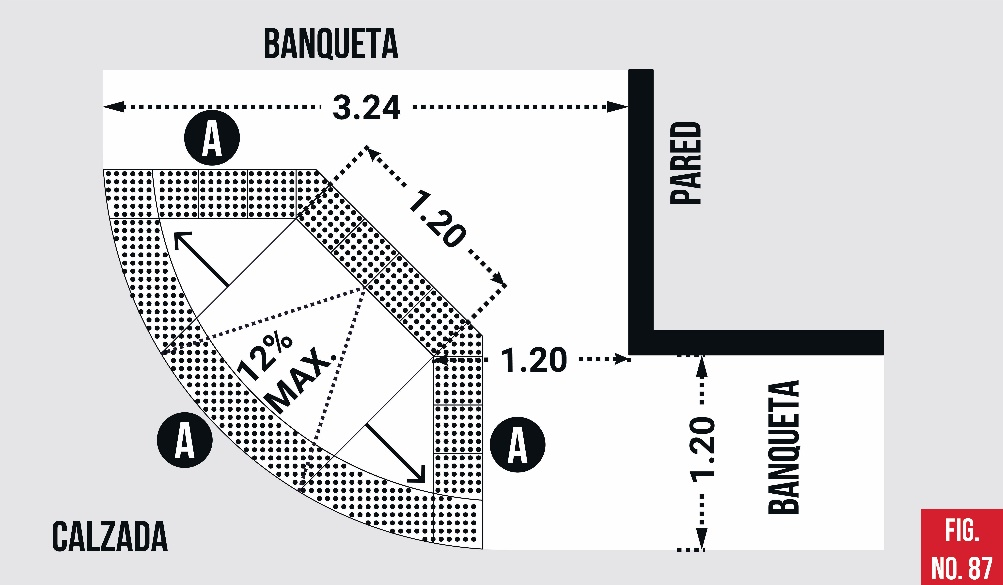 BANQUETA
3.24
A
PARED
1.20
12%
MAX.
1.20
A
A
1.20
BANQUETA
CALZADA
FIG.
NO. 87